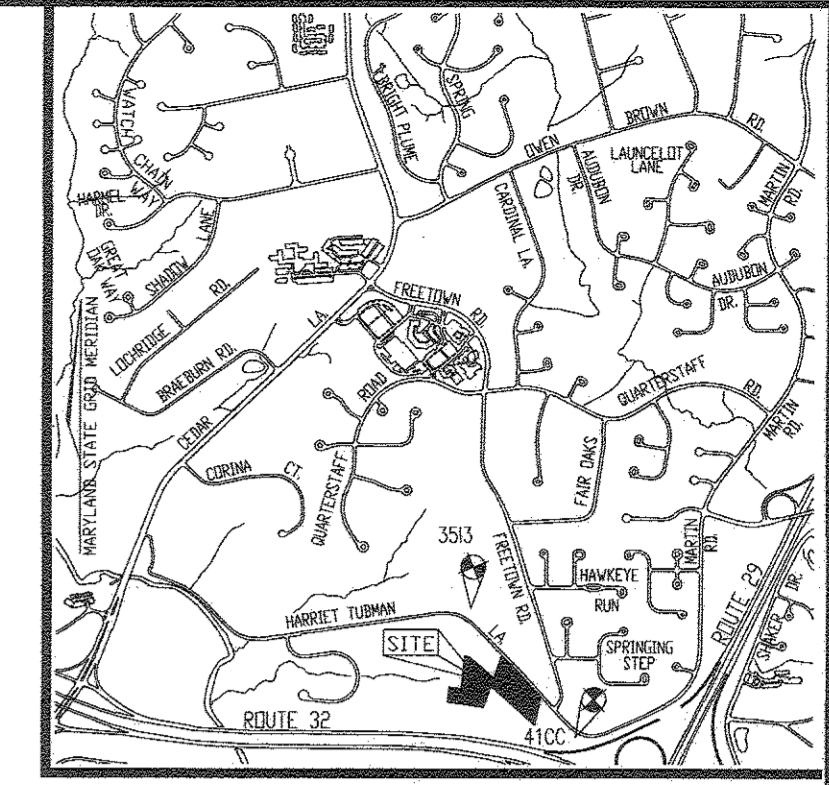 WATCH
CHAIN
WAY
HARMEL
DR.
GREAT
OAK WAY
SHADOW
LANE
LOCHRIDGE RD.
BRAEBURN RD.
MARYLAND STATE GRID MERIDIAN
CEDAR
LA.
BRIGHT PLUME
SPRING
OWEN
BROWN
RD.
LAUNCELOT
LANE
AUDUBON
DR.
CARDINAL LA.
MARTIN
RD.
AUDUBON
DR.
FREETOWN
RD.
QUARTERSTAFF
RD.
MARTIN
RD.
QUARTERSTAFF
ROAD
FAIR OAKS
CORINA CT.
3513
FREETOWN RD.
HAWKEYE
RUN
MARTIN
RD.
ROUTE 29
SHAKER DR.
HARRIET TUBMAN
LA.
SITE
SPRINGING
STEP
ROUTE 32
41CC